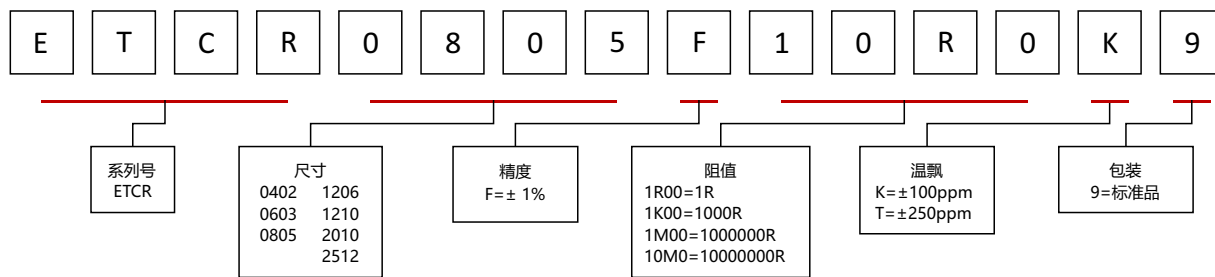 E T C R 0 8 0 5 F 1 0 R 0 K 9
系列号
ETCR
尺寸
0402 1206
0603 1210
0805 2010
2512
精度
F=± 1%
阻值
1R00=1R
1K00=1000R
1M00=1000000R
10M0=10000000R
温飘
K=±100ppm
T=±250ppm
包装
9=标准品